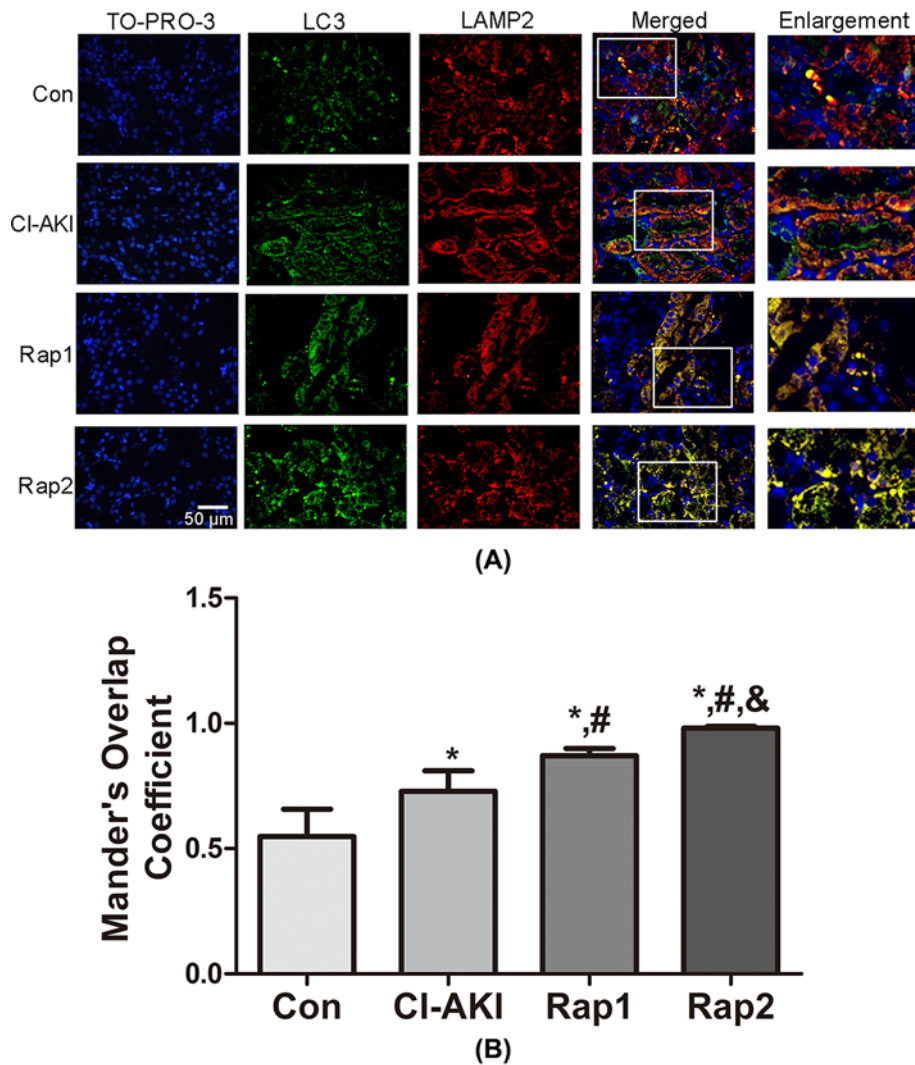 TO-PRO-3 LC3 LAMP2 Merged Enlargement
Con
CI-AKI
Rap1
Rap2
50 μm
(A)
Mander's Overlap
Coefficient
1.5
1.0
0.5
0.0
*
*,#
*,#,&
Con CI-AKI Rap1 Rap2
(B)